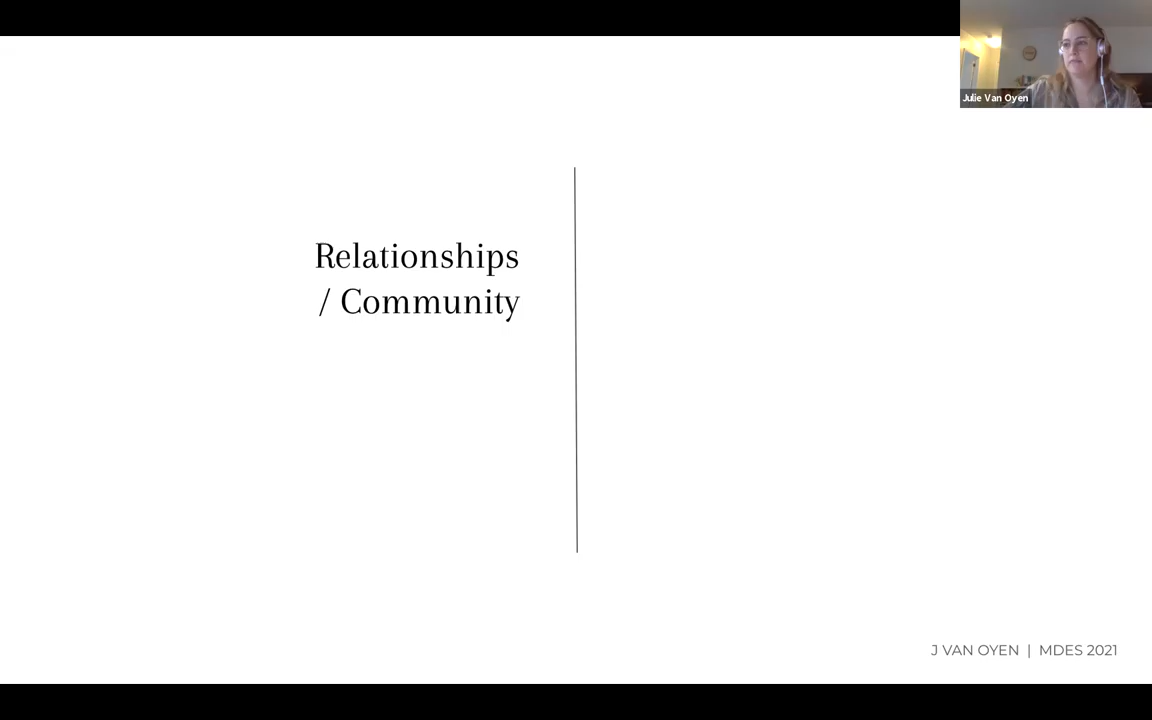 Julie Van Oyen
Relationships
/ Community
J VAN OYEN | MDES 2021